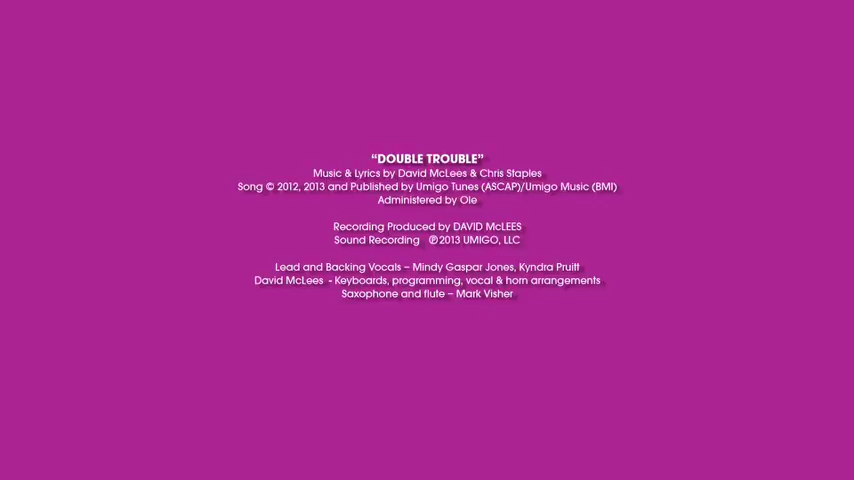 “DOUBLE TROUBLE”
Music & Lyrics by David McLees & Chris Staples
Song © 2012, 2013 and Published by Umigo Tunes (ASCAP)/Umigo Music (BMI)
Administered by Ole
Recording Produced by DAVID McLEES
Sound Recording ℗2013 UMIGO, LLC
Lead and Backing Vocals – Mindy Gaspar Jones, Kyndra Pruitt
David McLees - Keyboards, programming, vocal & horn arrangements
Saxophone and flute – Mark Visher